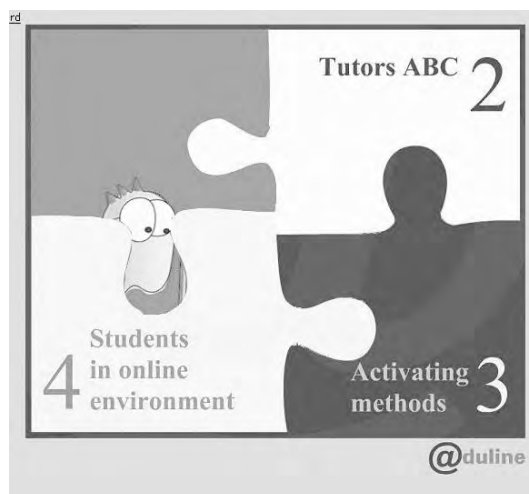 rd
Tutors ABC 2
Students
in online
environment
4
Activating
methods
3
@duline